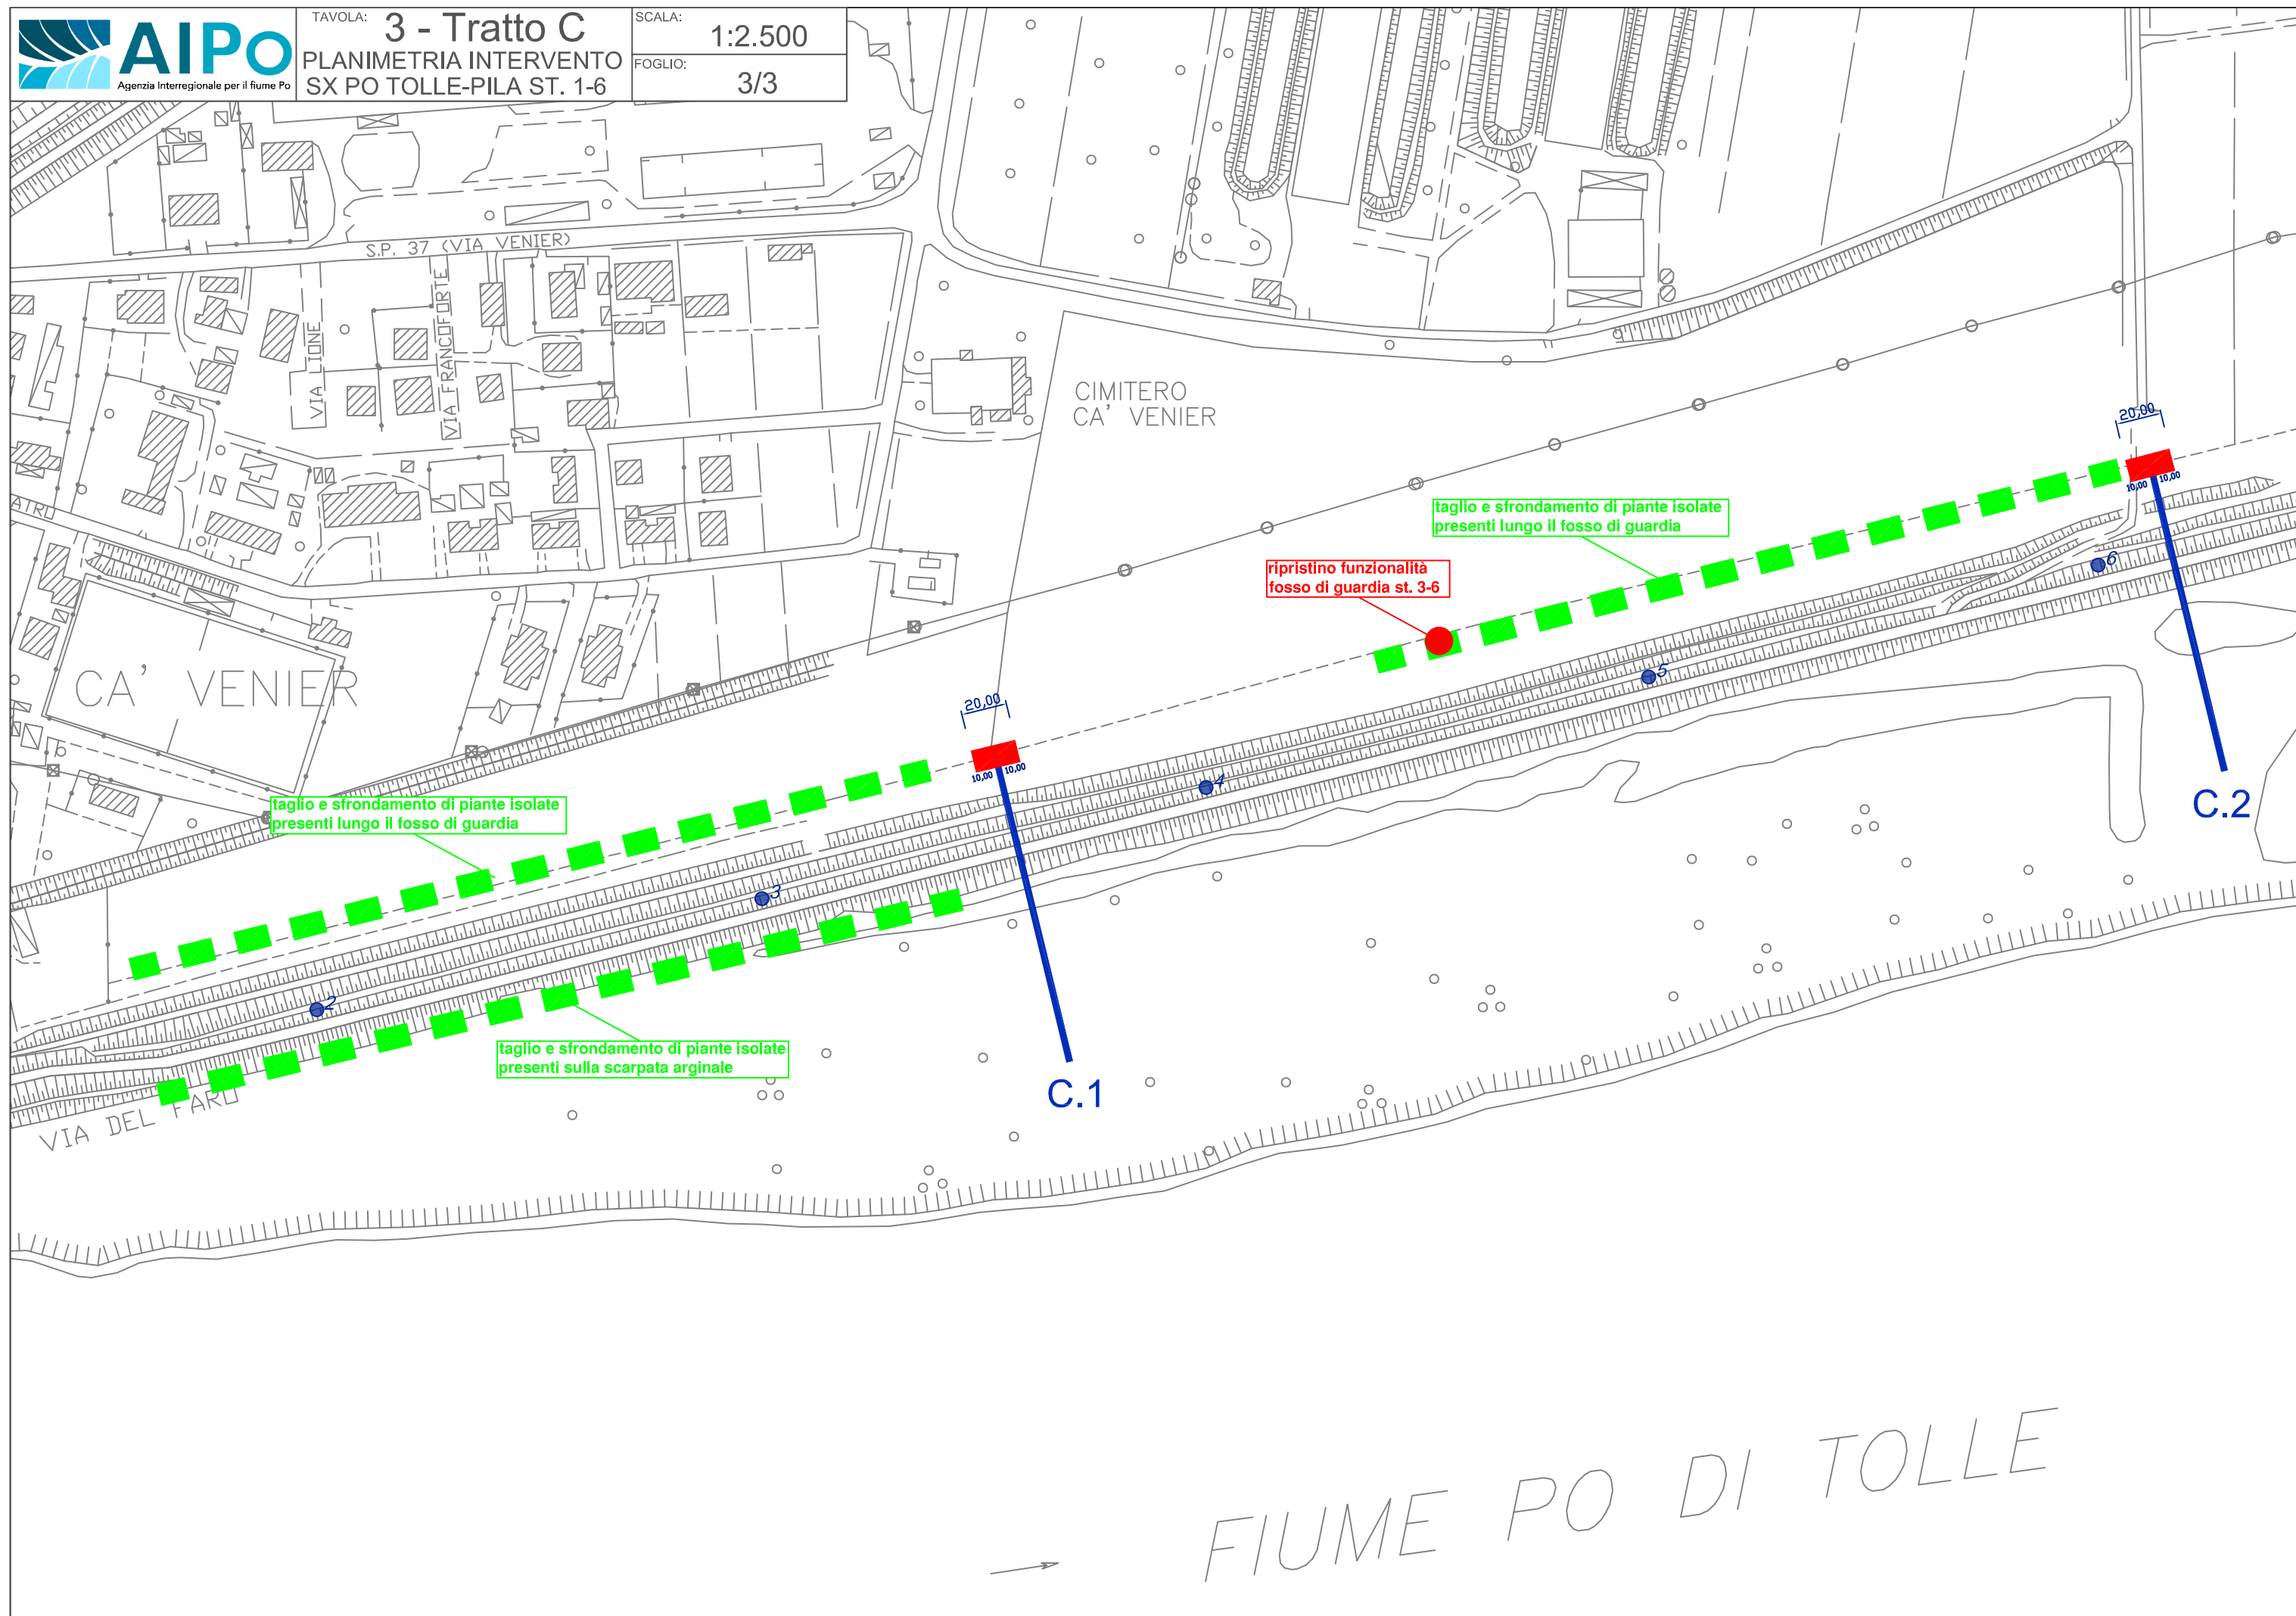 AIPo
Agenzia Interregionale per il fiume Po
TAVOLA: 3 - Tratto C
PLANIMETRIA INTERVENTO
SX PO TOLLE-PILA ST. 1-6
SCALA:
1:2.500
FOGLIO:
3/3
S.P. 37 (VIA VENIER)
VIA LIONE
VIA FRANCOFORTE
CIMITERO
CA' VENIER
20,00
10,00 10,00
taglio e sfrondamento di piante isolate
presenti lungo il fosso di guardia
ripristino funzionalità
fosso di guardia st. 3-6
6
5
CA' VENIER
20,00
10,00 10,00
4
C.2
taglio e sfrondamento di piante isolate
presenti lungo il fosso di guardia
3
2
taglio e sfrondamento di piante isolate
presenti sulla scarpata arginale
C.1
VIA DEL FARO
FIUME PO DI TOLLE